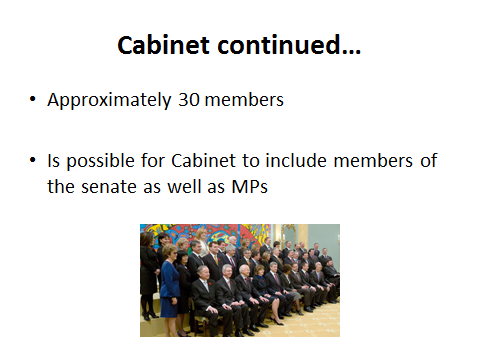 Cabinet continued…
• Approximately 30 members
• Is possible for Cabinet to include members of
the senate as well as MPs